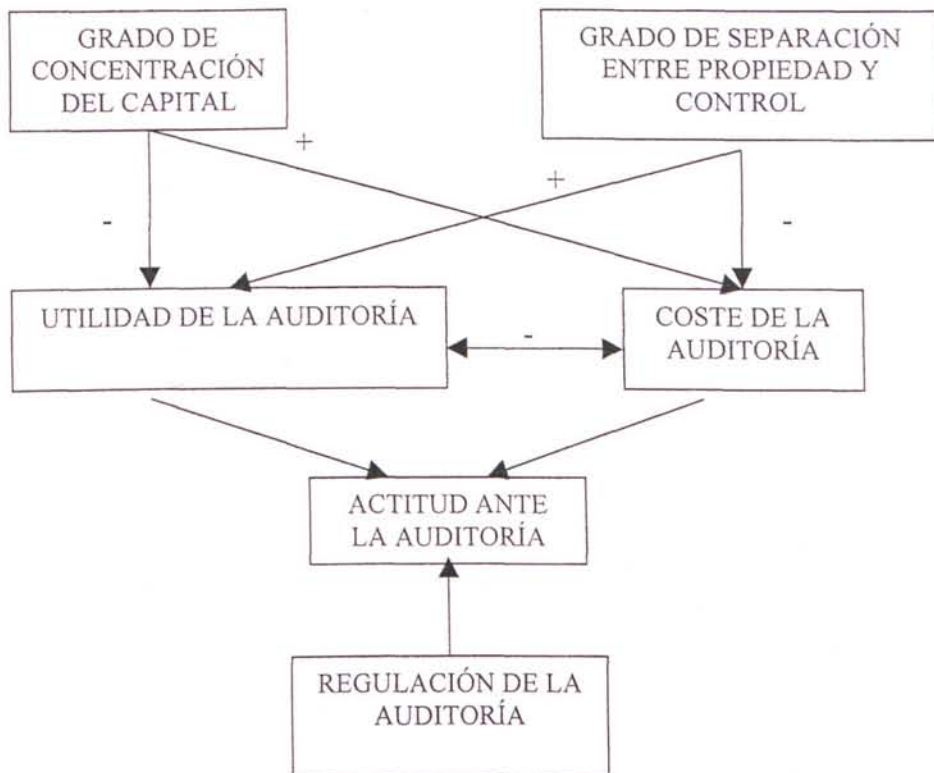 GRADO DE
CONCENTRACIÓN
DEL CAPITAL
GRADO DE SEPARACIÓN
ENTRE PROPIEDAD Y
CONTROL
+
+
-
-
UTILIDAD DE LA AUDITORÍA
-
COSTE DE LA
AUDITORÍA
ACTITUD ANTE
LA AUDITORÍA
REGULACIÓN DE LA
AUDITORÍA